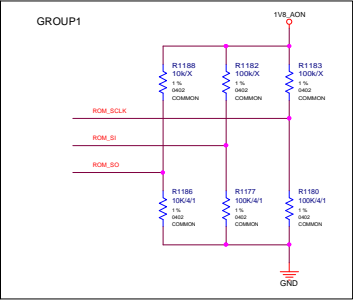 GROUP1
1V8_AON
R1188
10k/X
1 %
0402
COMMON
R1182
100k/X
1 %
0402
COMMON
R1183
100k/X
1 %
0402
COMMON
ROM_SCLK
ROM_SI
ROM_SO
R1186
10K/4/1
1 %
0402
COMMON
R1177
100K/4/1
1 %
0402
COMMON
R1180
100K/4/1
1 %
0402
COMMON
GND